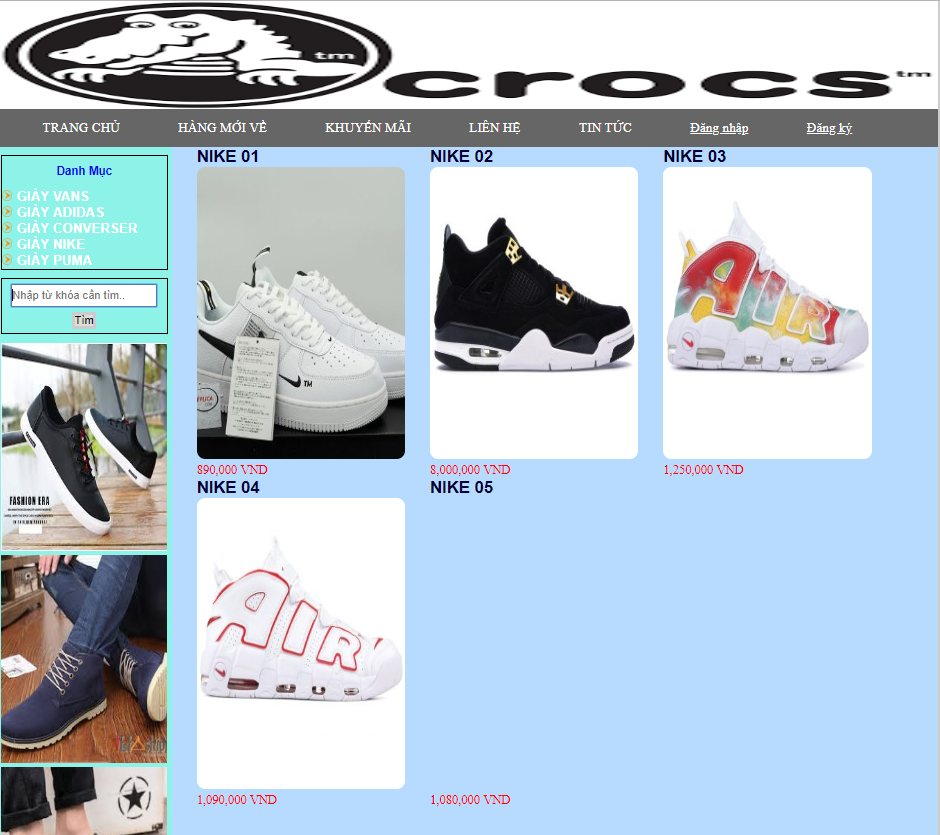 tm
crocs tm
TRANG CHỦ HÀNG MỚI VỀ KHUYẾN MÃI LIÊN HỆ TIN TỨC Đăng nhập Đăng ký
Danh Mục
GIÀY VANS
GIÀY ADIDAS
GIÀY CONVERSER
GIÀY NIKE
GIÀY PUMA
Nhập từ khóa cần tìm..
Tìm
FASHION ERA
NIKE 01
NIKE 02
NIKE 03
TM
AIR
890,000 VND
8,000,000 VND
1,250,000 VND
NIKE 04
NIKE 05
AIR
1,090,000 VND
1,080,000 VND